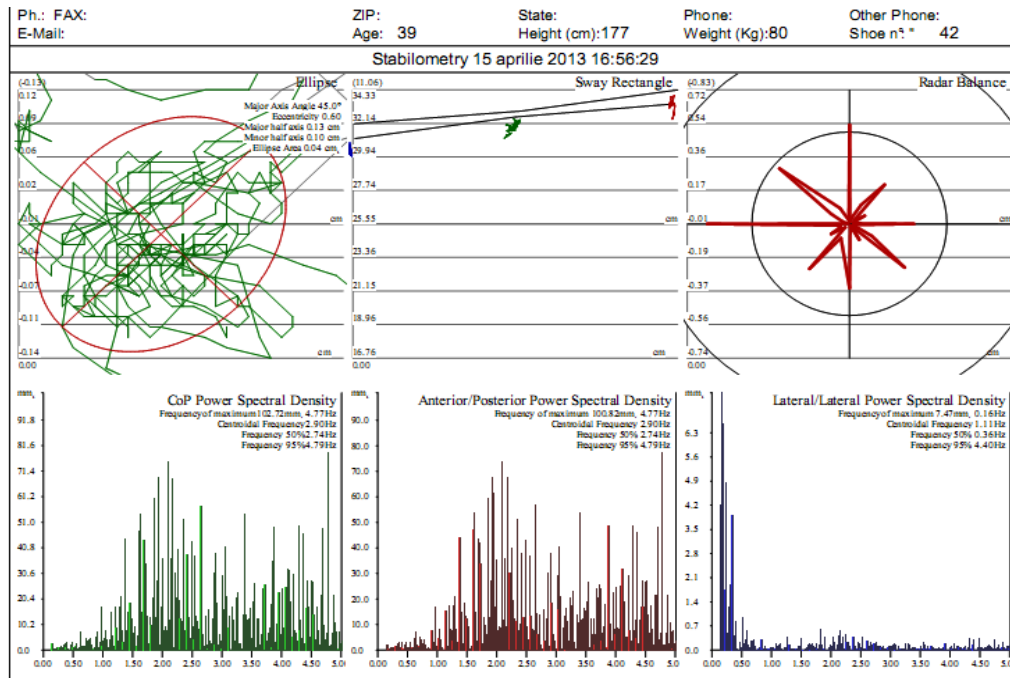 Ph.: FAX: ZIP: State: Phone: Other Phone:
E-Mail: Age: 39 Height (cm):177 Weight (Kg):80 Shoe n°: " 42
Stabilometry 15 aprilie 2013 16:56:29
(-0.13) Ellipse
0.12
Major Axis Angle 45.0°
Eccentricity 0.60
0.09
Major half axis 0.13 cm
Minor half axis 0.10 cm
Ellipse Area 0.04 cm,
0.06
0.02
-0.01
-0.04
-0.07
-0.11
-0.14 cm
0.00
(11.06) Sway Rectangle
34.33
32.14
29.94
27.74
25.55
23.36
21.15
18.96
16.76 cm
0.00
(-0.83) Radar Balance
0.72
0.54
0.36
0.17
-0.01
-0.19
-0.37
-0.56
-0.74 cm
0.00
mm, CoP Power Spectral Density
Frequency of maximum 102.72mm, 4.77Hz
Centroidal Frequency 2.90Hz
Frequency 50% 2.74Hz
Frequency 95% 4.79Hz
91.8
81.6
71.4
61.2
51.0
40.8
30.6
20.4
10.2
0.0
0.00 0.50 1.00 1.50 2.00 2.50 3.00 3.50 4.00 4.50 5.0
mm, Anterior/Posterior Power Spectral Density
Frequency of maximum 100.82mm, 4.77Hz
Centroidal Frequency 2.90Hz
Frequency 50% 2.74Hz
Frequency 95% 4.79Hz
90.0
80.0
70.0
60.0
50.0
40.0
30.0
20.0
10.0
0.0
0.00 0.50 1.00 1.50 2.00 2.50 3.00 3.50 4.00 4.50 5.0
mm, Lateral/Lateral Power Spectral Density
Frequency of maximum 7.47mm, 0.16Hz
Centroidal Frequency 1.11Hz
Frequency 50% 0.36Hz
Frequency 95% 4.40Hz
6.3
5.6
4.9
4.2
3.5
2.8
2.1
1.4
0.7
0.0
0.00 0.50 1.00 1.50 2.00 2.50 3.00 3.50 4.00 4.50 5.0